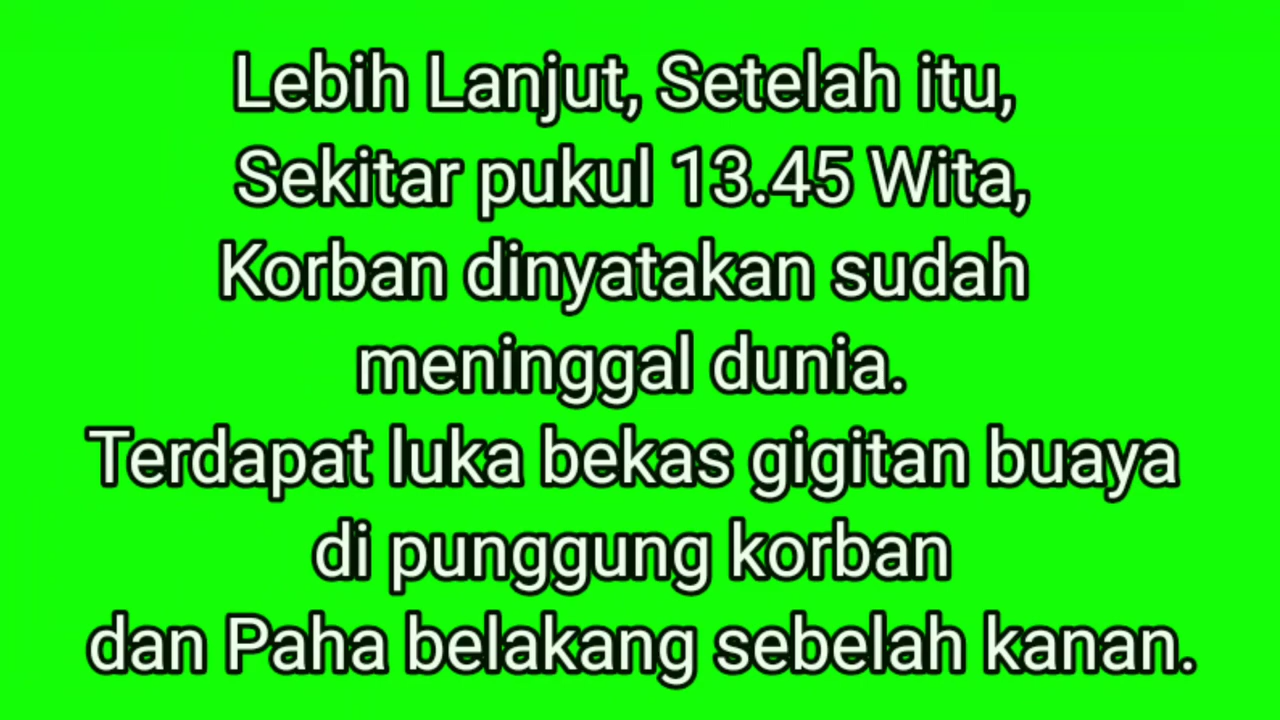 Lebih Lanjut, Setelah itu,
Sekitar pukul 13.45 Wita,
Korban dinyatakan sudah
meninggal dunia.
Terdapat luka bekas gigitan buaya
di punggung korban
dan Paha belakang sebelah kanan.